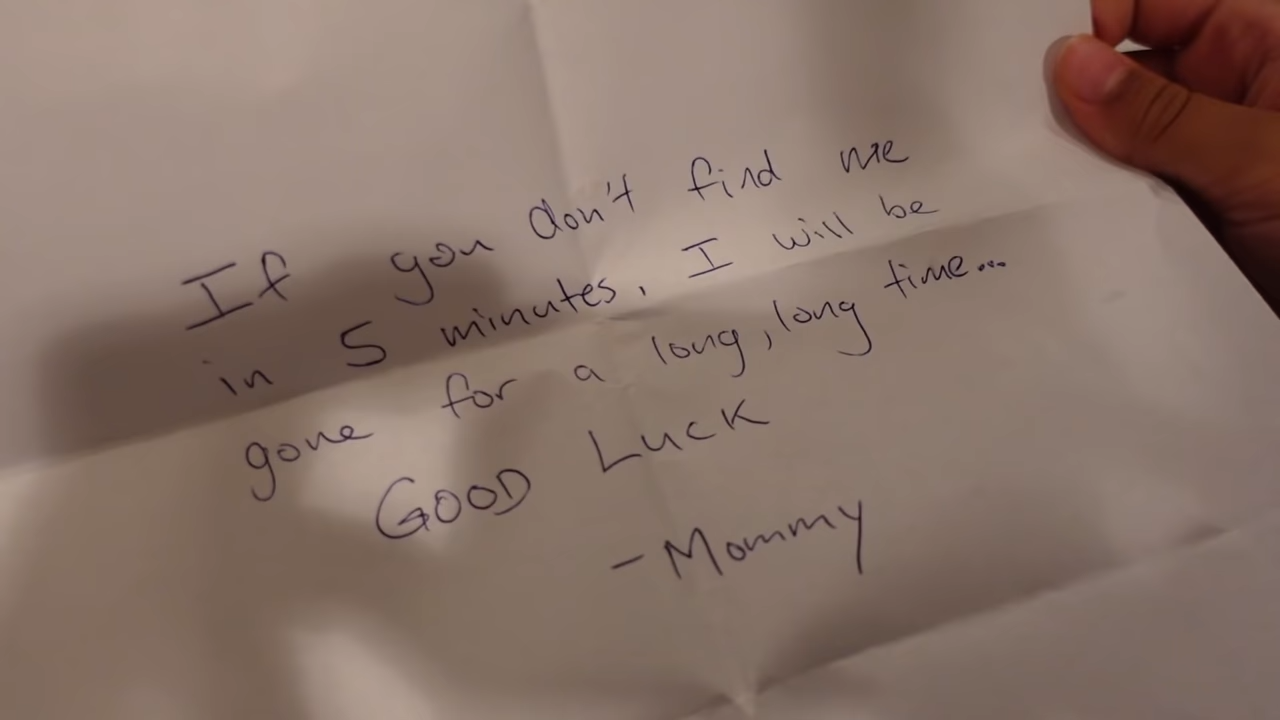 If you don't find me
in 5 minutes, I will be
gone for a long, long time...
GOOD LUCK
- Mommy